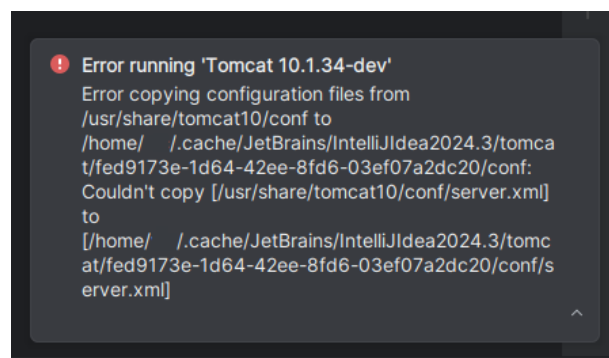 Error running 'Tomcat 10.1.34-dev'
Error copying configuration files from
/usr/share/tomcat10/conf to
/home/ /.cache/JetBrains/IntelliJIdea2024.3/tomca
t/fed9173e-1d64-42ee-8fd6-03ef07a2dc20/conf:
Couldn't copy [/usr/share/tomcat10/conf/server.xml]
to
[/home/ /.cache/JetBrains/IntelliJIdea2024.3/tomc
at/fed9173e-1d64-42ee-8fd6-03ef07a2dc20/conf/s
erver.xml]